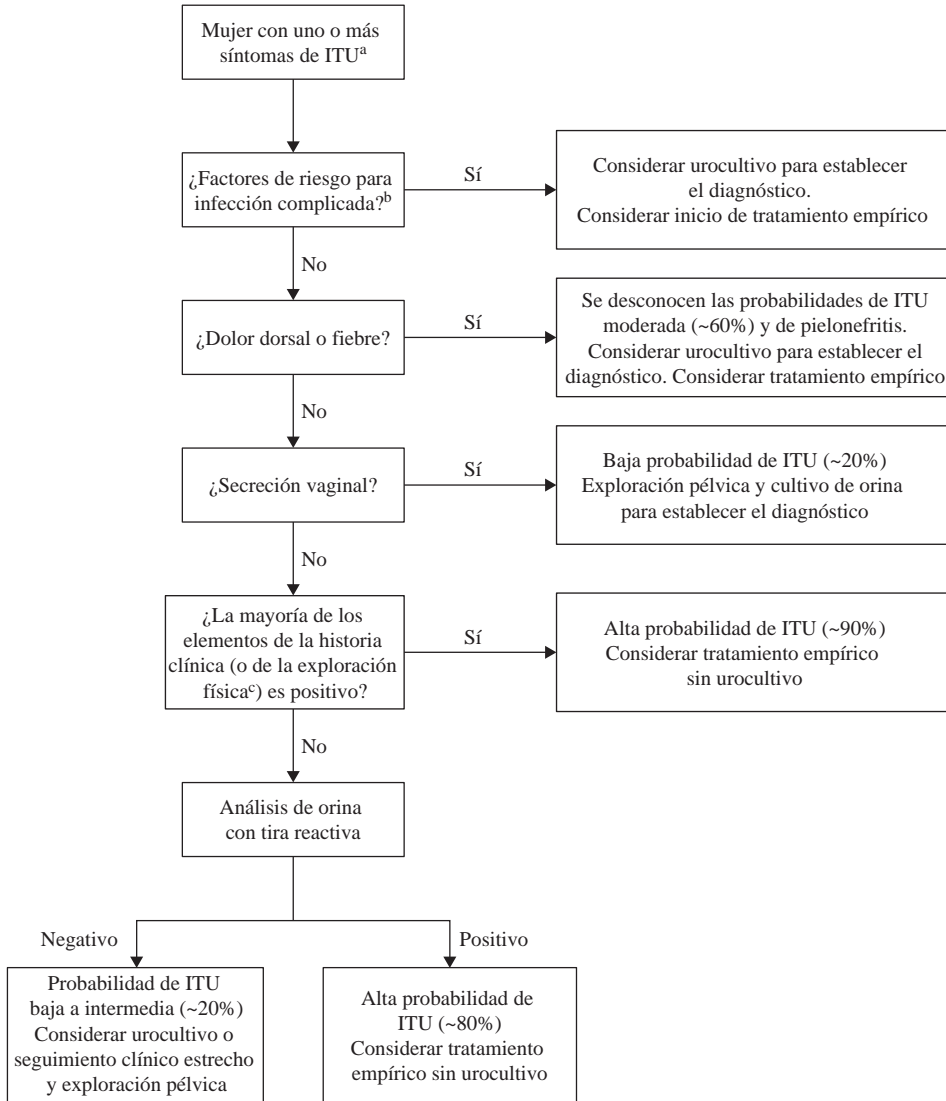 Mujer con uno o más
síntomas de ITUᵃ
¿Factores de riesgo para
infección complicada?ᵇ
Sí
Considerar urocultivo para establecer
el diagnóstico.
Considerar inicio de tratamiento empírico
No
¿Dolor dorsal o fiebre?
Sí
Se desconocen las probabilidades de ITU
moderada (~60%) y de pielonefritis.
Considerar urocultivo para establecer el
diagnóstico. Considerar tratamiento empírico
No
¿Secreción vaginal?
Sí
Baja probabilidad de ITU (~20%)
Exploración pélvica y cultivo de orina
para establecer el diagnóstico
No
¿La mayoría de los
elementos de la historia
clínica (o de la exploración
físicaᶜ) es positivo?
Sí
Alta probabilidad de ITU (~90%)
Considerar tratamiento empírico
sin urocultivo
No
Análisis de orina
con tira reactiva
Negativo
Positivo
Probabilidad de ITU
baja a intermedia (~20%)
Considerar urocultivo o
seguimiento clínico estrecho
y exploración pélvica
Alta probabilidad de
ITU (~80%)
Considerar tratamiento
empírico sin urocultivo